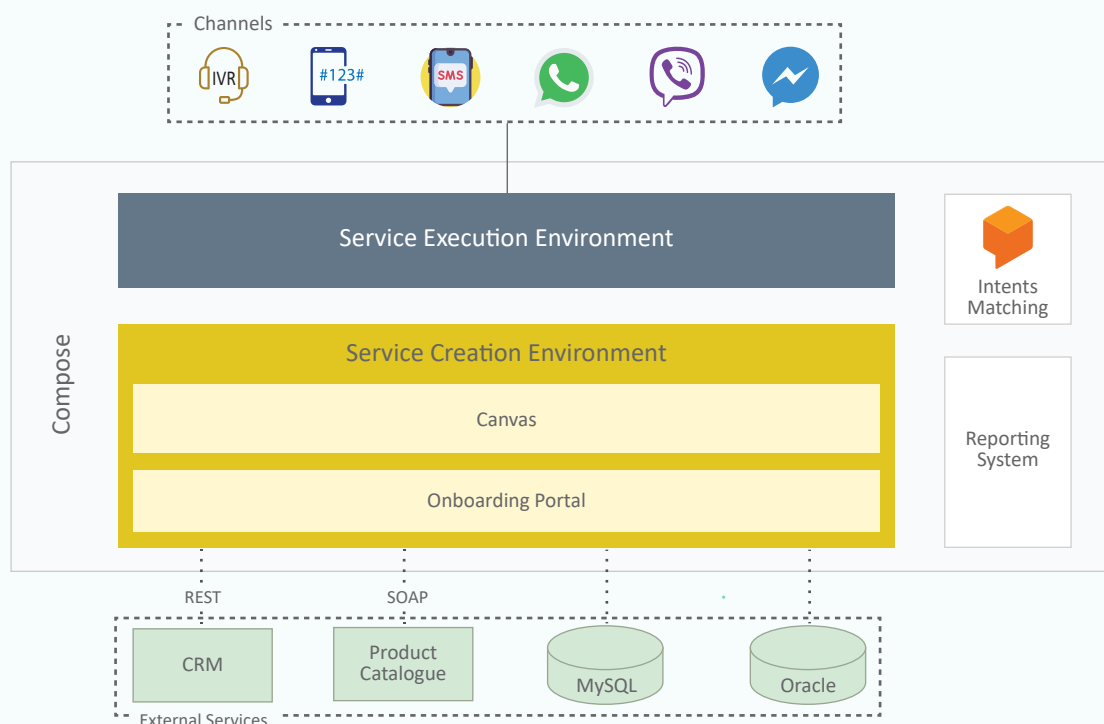 Channels
IVR
#123#
SMS
Service Execution Environment
Intents
Matching
Compose
Service Creation Environment
Canvas
Onboarding Portal
Reporting
System
REST
SOAP
CRM
Product
Catalogue
MySQL
Oracle
External Services